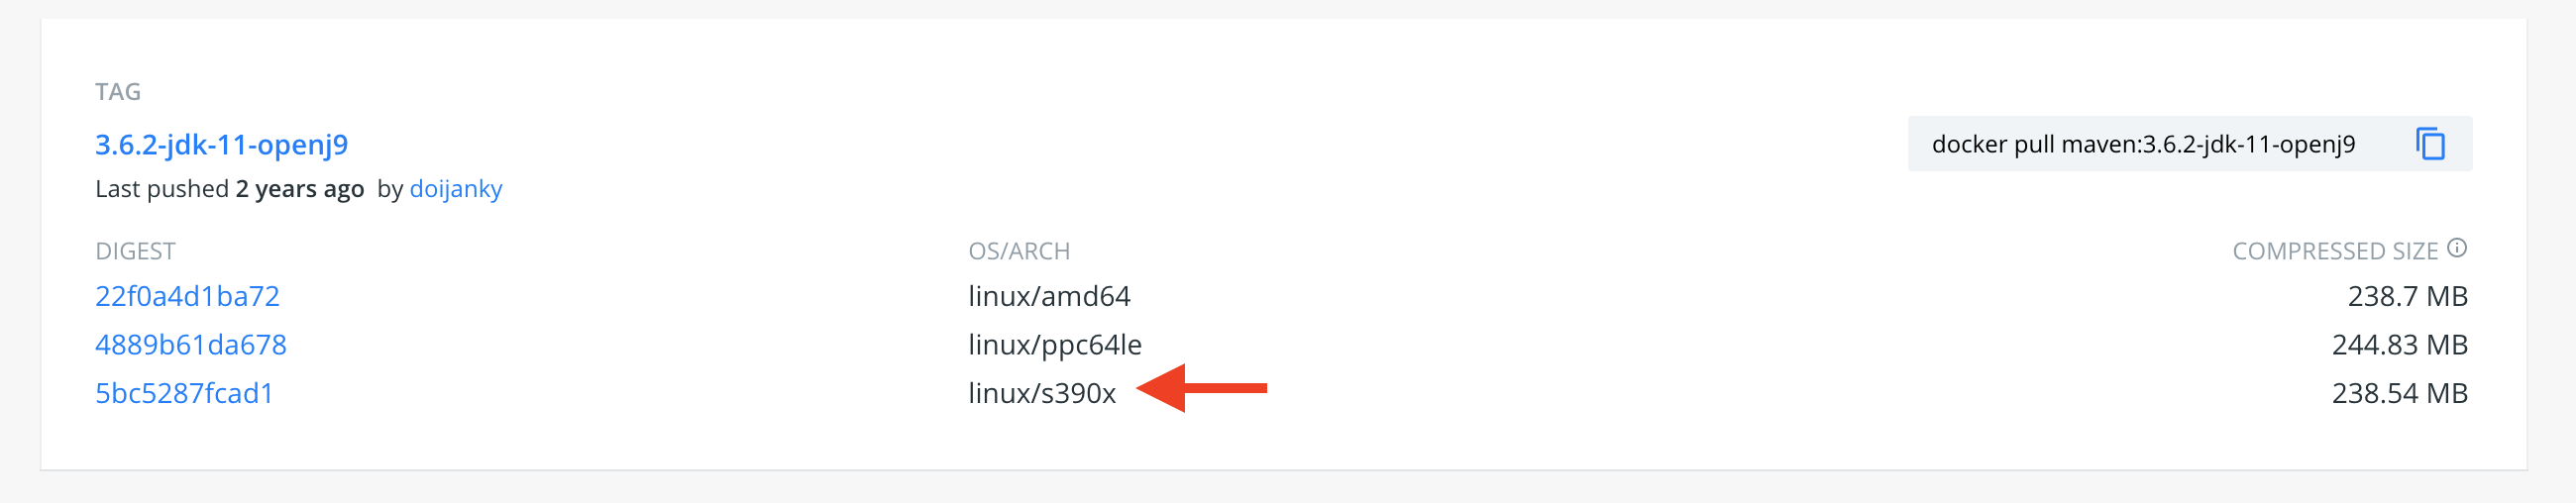 TAG
3.6.2-jdk-11-openj9
docker pull maven:3.6.2-jdk-11-openj9
Last pushed 2 years ago by doijanky
DIGEST OS/ARCH COMPRESSED SIZE
22f0a4d1ba72 linux/amd64 238.7 MB
4889b61da678 linux/ppc64le 244.83 MB
5bc5287fcad1 linux/s390x 238.54 MB